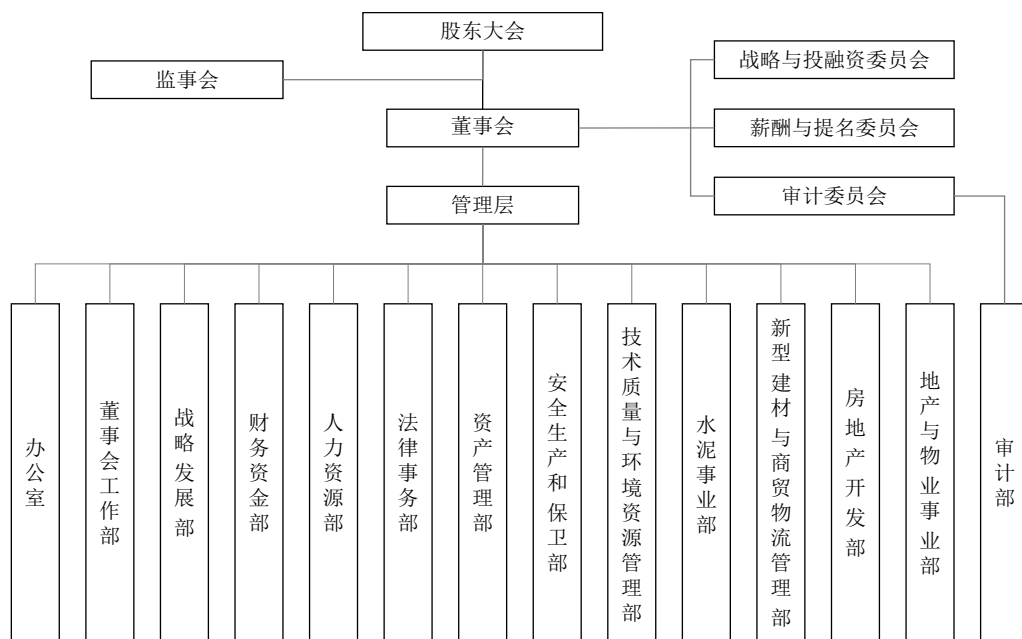 股东大会
监事会
战略与投融资委员会
董事会
薪酬与提名委员会
管理层
审计委员会
办公室
董事会工作部
战略发展部
财务资金部
人力资源部
法律事务部
资产管理部
安全生产和保卫部
技术质量与环境资源管理部
水泥事业部
新型建材与商贸物流管理部
房地产开发部
地产与物业事业部
审计部